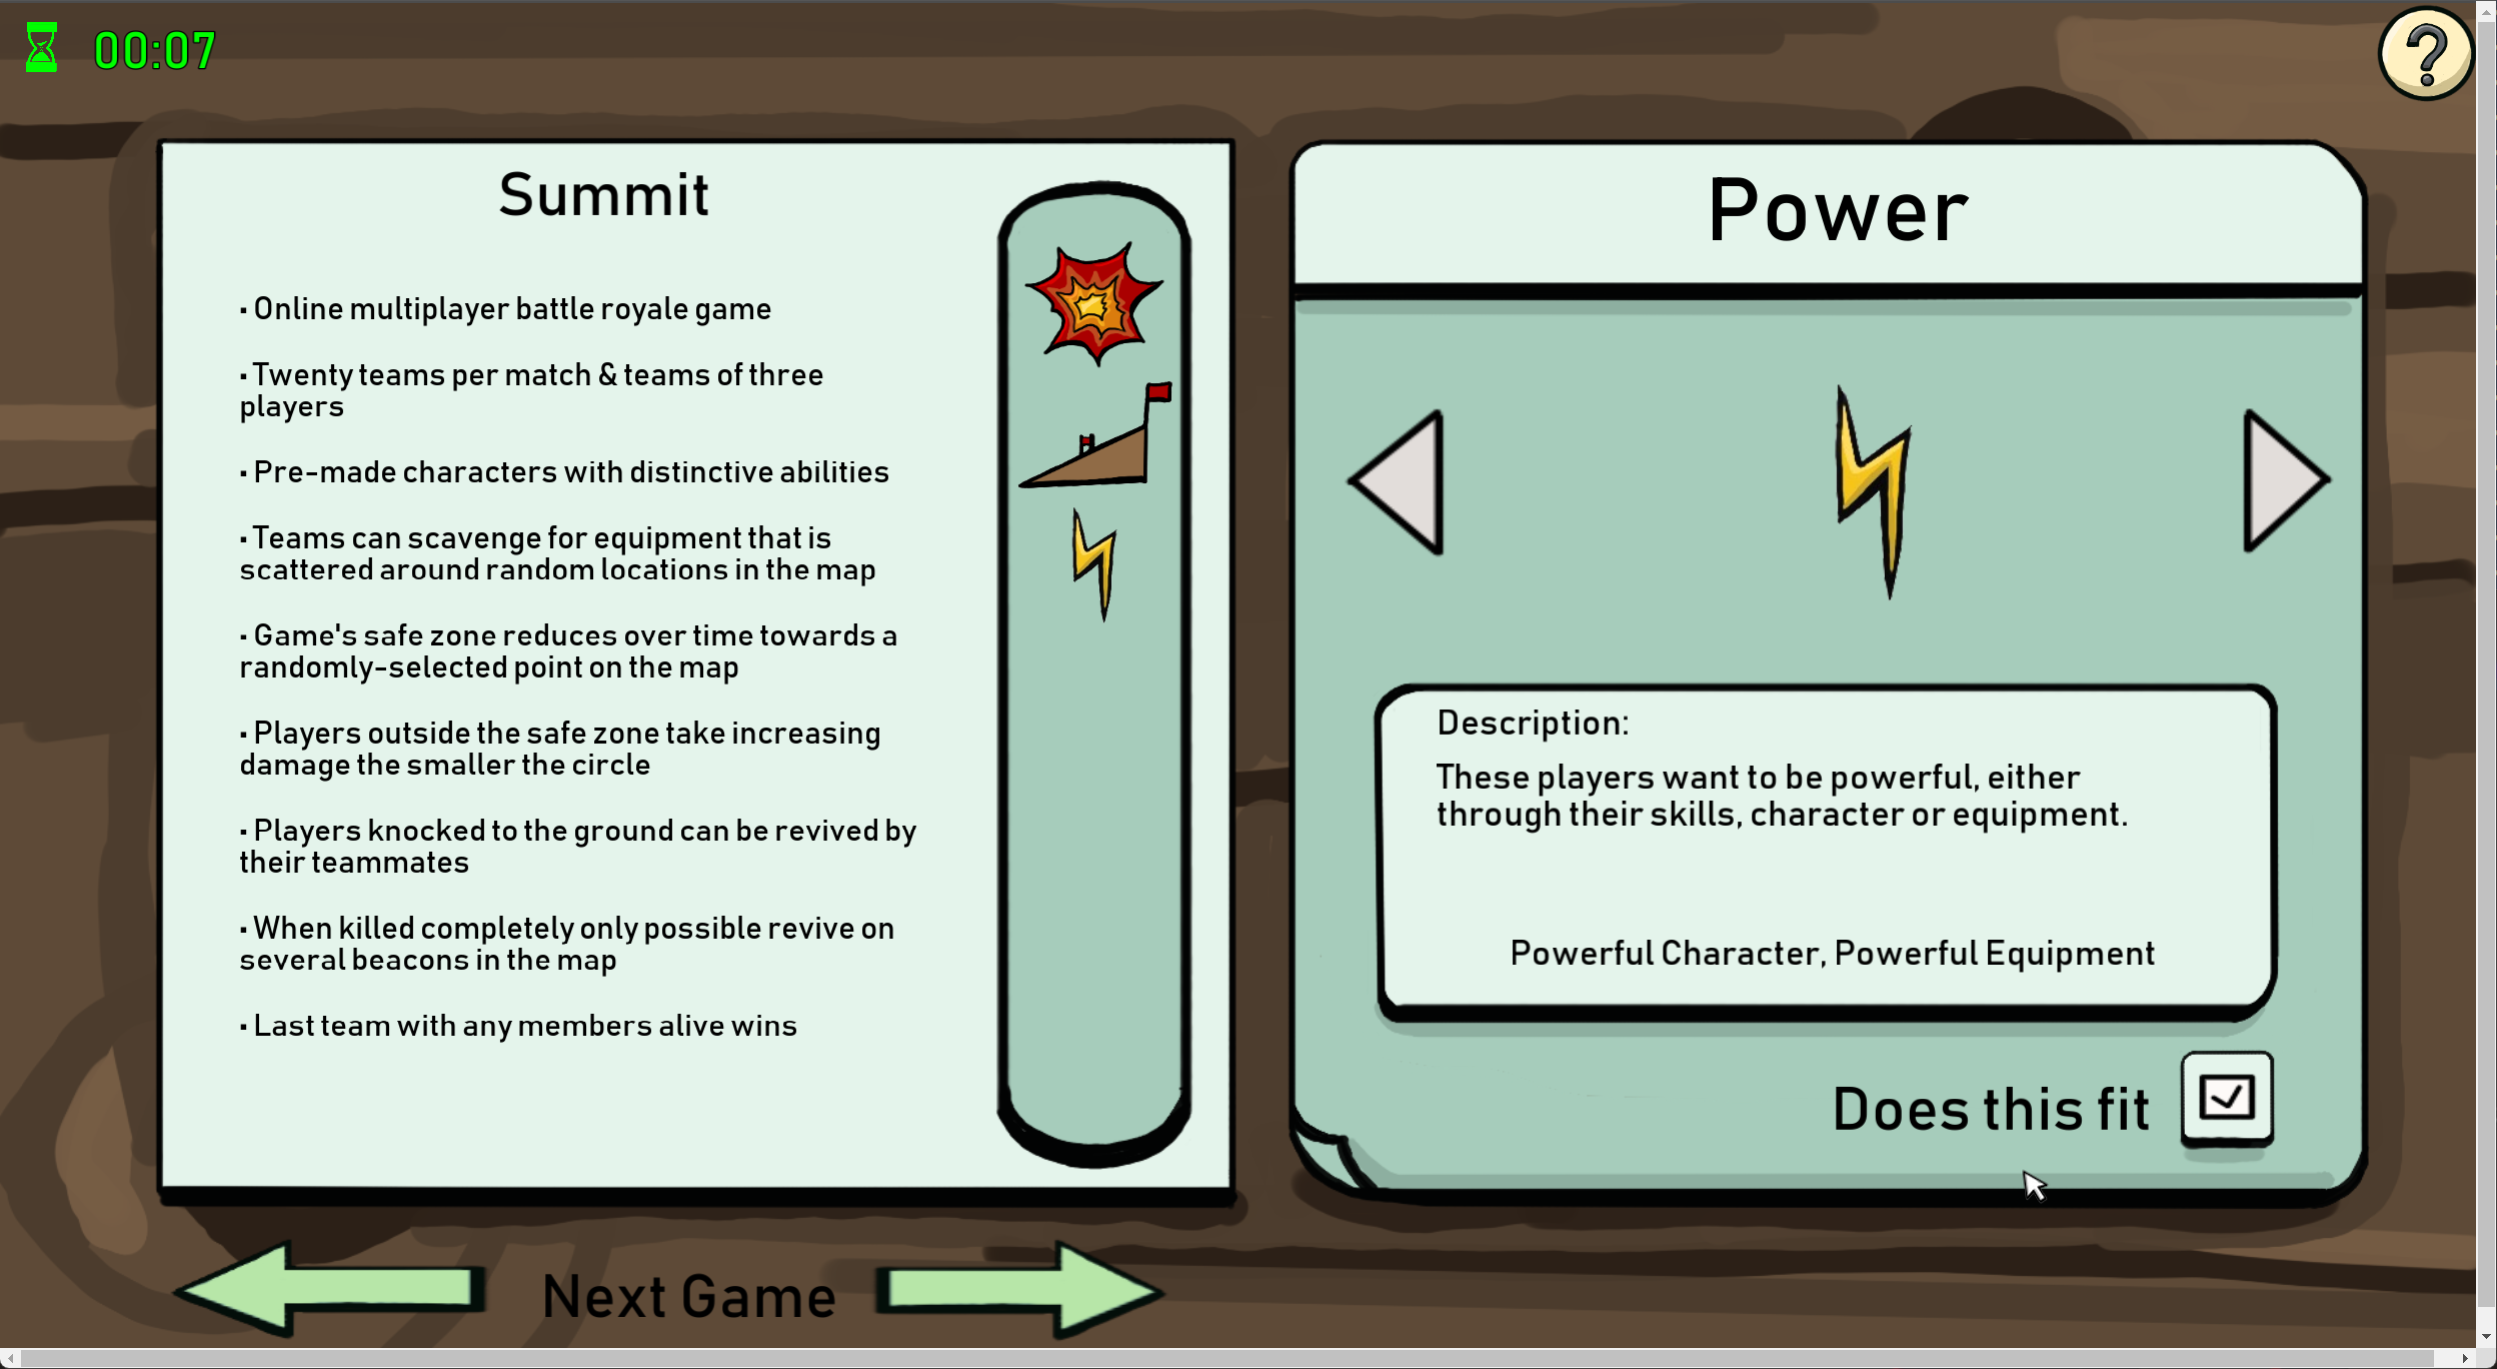 00:07
?
Summit
▪ Online multiplayer battle royale game
▪ Twenty teams per match & teams of three
players
▪ Pre-made characters with distinctive abilities
▪ Teams can scavenge for equipment that is
scattered around random locations in the map
▪ Game's safe zone reduces over time towards a
randomly-selected point on the map
▪ Players outside the safe zone take increasing
damage the smaller the circle
▪ Players knocked to the ground can be revived by
their teammates
▪ When killed completely only possible revive on
several beacons in the map
▪ Last team with any members alive wins
Power
Description:
These players want to be powerful, either
through their skills, character or equipment.
Powerful Character, Powerful Equipment
Does this fit
Next Game